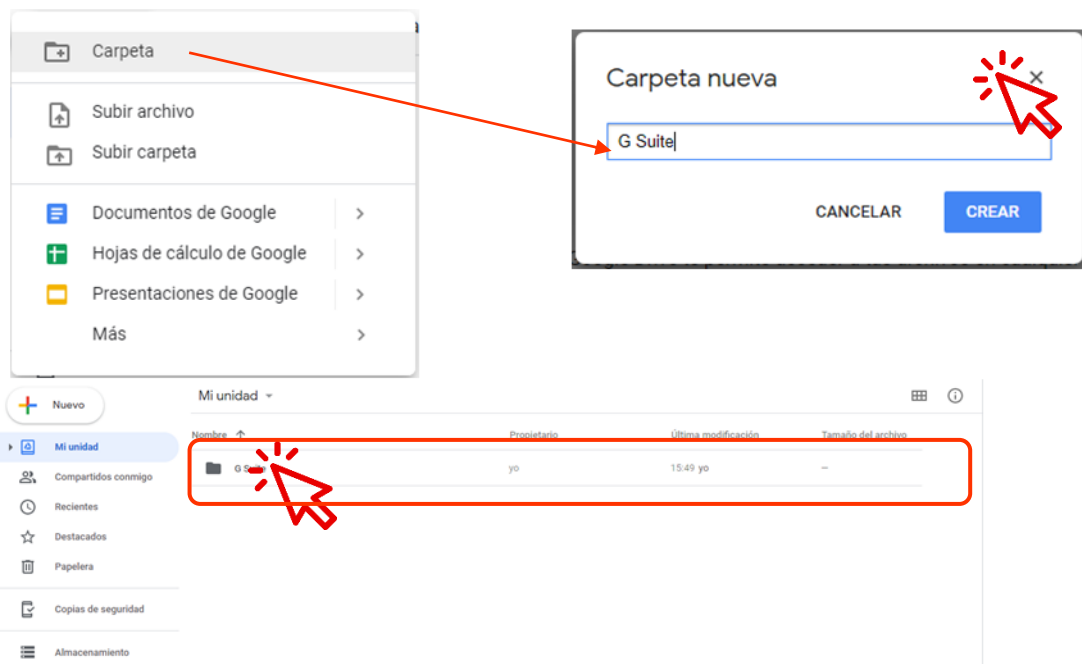 Carpeta
Subir archivo
Subir carpeta
Documentos de Google
Hojas de cálculo de Google
Presentaciones de Google
Más
Carpeta nueva
G Suite
CANCELAR CREAR
Nuevo
Mi unidad
Compartidos conmigo
Recientes
Destacados
Papelera
Copias de seguridad
Almacenamiento
Mi unidad
Nombre Propietario Última modificación Tamaño del archivo
G Suite yo 15:49 yo –